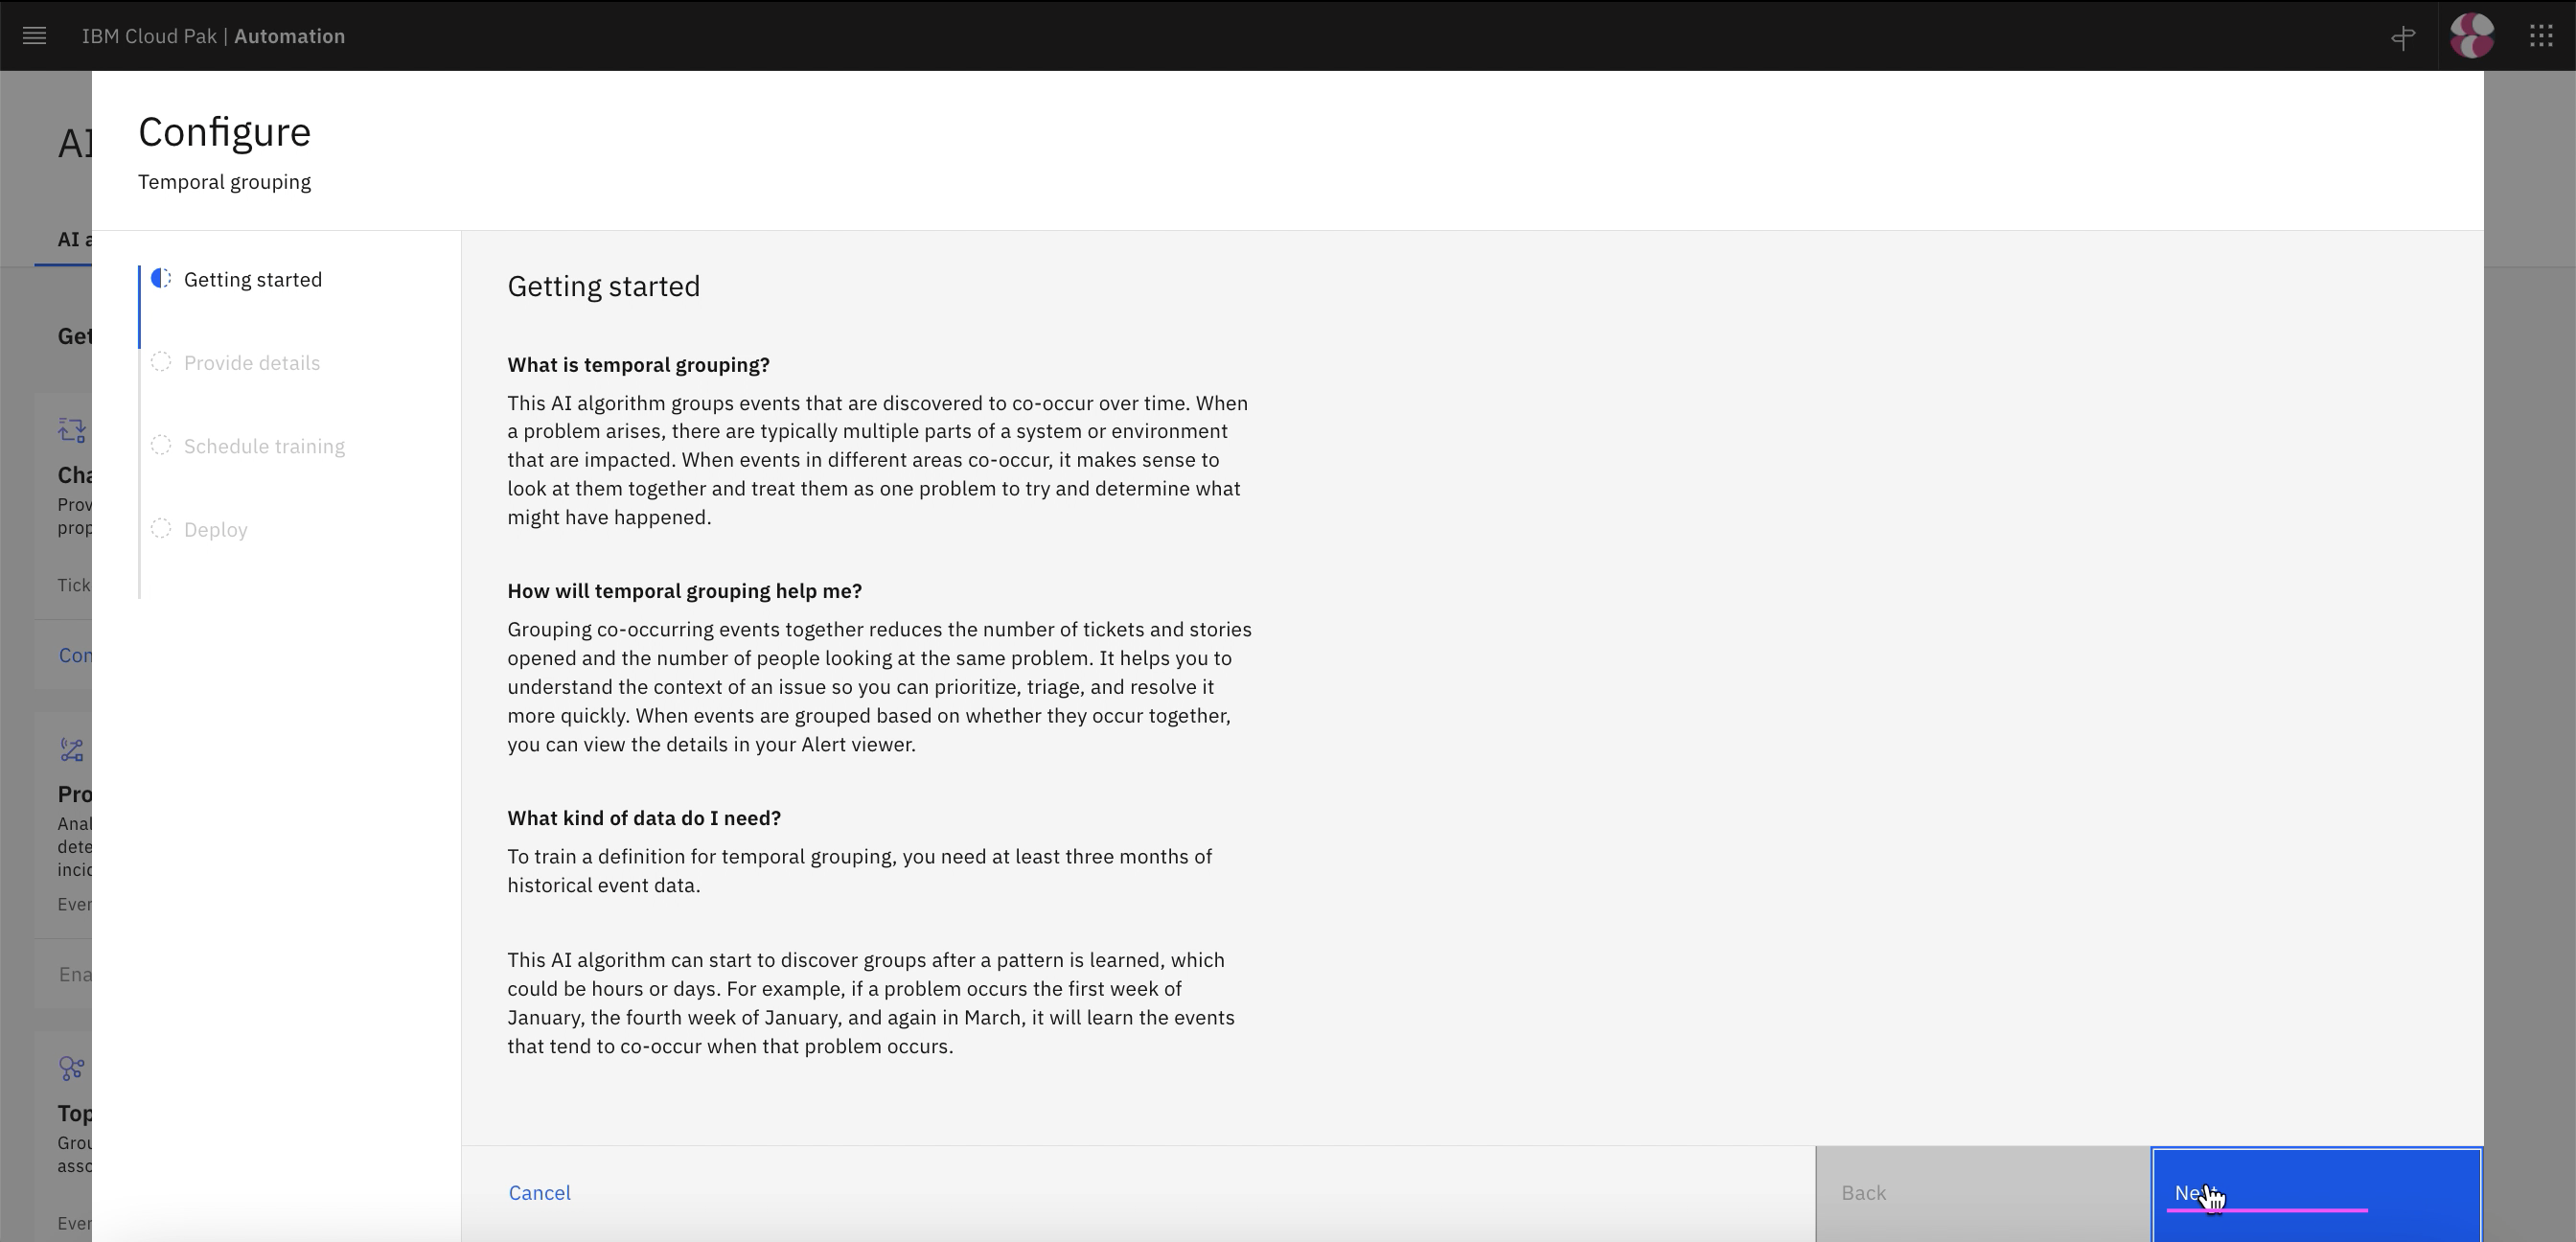 IBM Cloud Pak | Automation
AI
Configure
Temporal grouping
AI a
Getting started
Provide details
Schedule training
Deploy
Get
Cha
Prov
prop
Tick
Con
Pro
Anal
dete
incid
Even
Ena
Top
Grou
asso
Even
Getting started
What is temporal grouping?
This AI algorithm groups events that are discovered to co-occur over time. When
a problem arises, there are typically multiple parts of a system or environment
that are impacted. When events in different areas co-occur, it makes sense to
look at them together and treat them as one problem to try and determine what
might have happened.
How will temporal grouping help me?
Grouping co-occurring events together reduces the number of tickets and stories
opened and the number of people looking at the same problem. It helps you to
understand the context of an issue so you can prioritize, triage, and resolve it
more quickly. When events are grouped based on whether they occur together,
you can view the details in your Alert viewer.
What kind of data do I need?
To train a definition for temporal grouping, you need at least three months of
historical event data.
This AI algorithm can start to discover groups after a pattern is learned, which
could be hours or days. For example, if a problem occurs the first week of
January, the fourth week of January, and again in March, it will learn the events
that tend to co-occur when that problem occurs.
Cancel
Back
Next